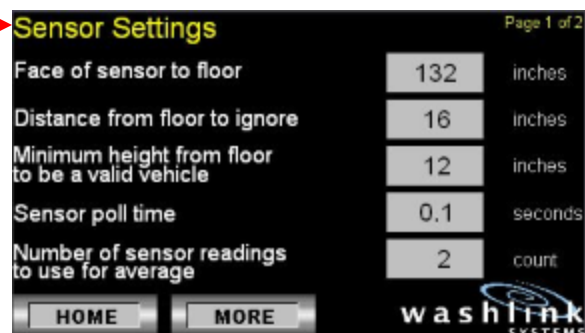 Sensor Settings Page 1 of 2
Face of sensor to floor 132 inches
Distance from floor to ignore 16 inches
Minimum height from floor
to be a valid vehicle 12 inches
Sensor poll time 0.1 seconds
Number of sensor readings
to use for average 2 count
HOME MORE washlink
SYSTEMS